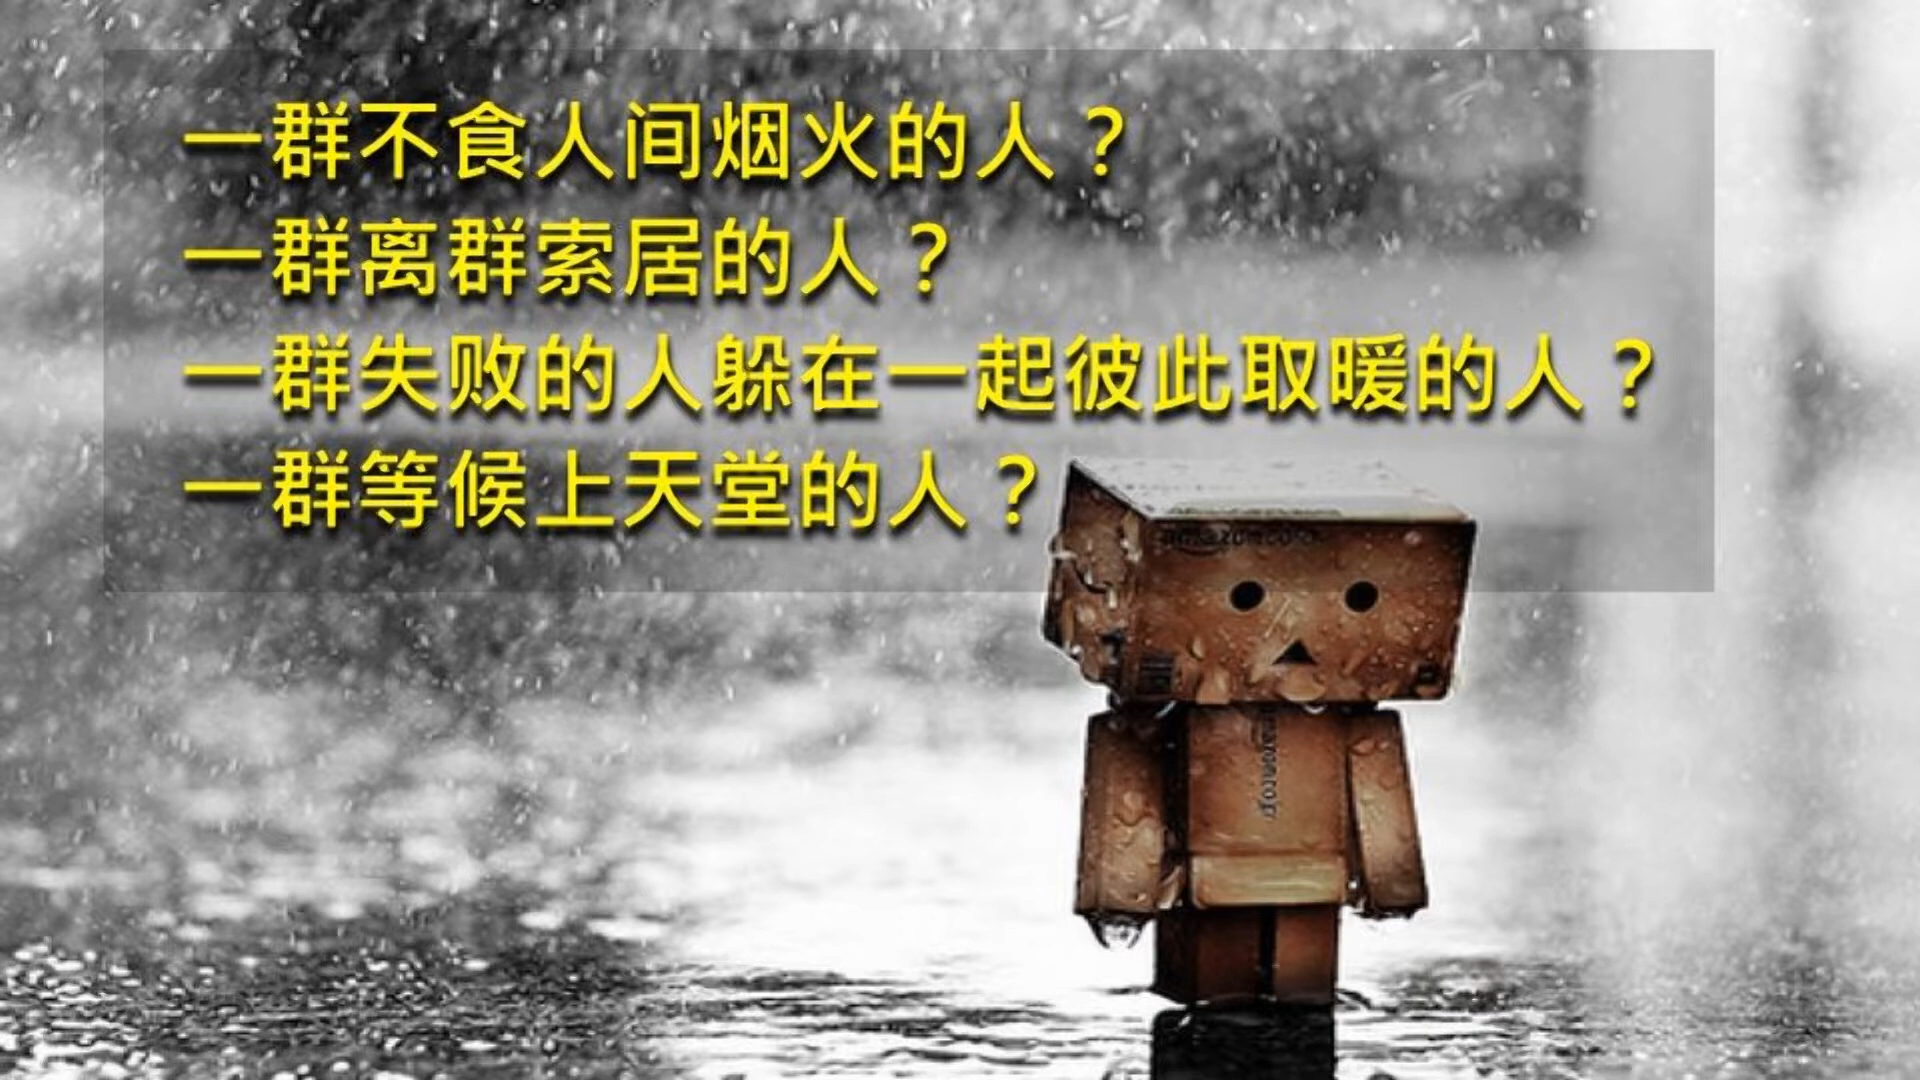 一群不食人间烟火的人？
一群离群索居的人？
一群失败的人躲在一起彼此取暖的人？
一群等候上天堂的人？